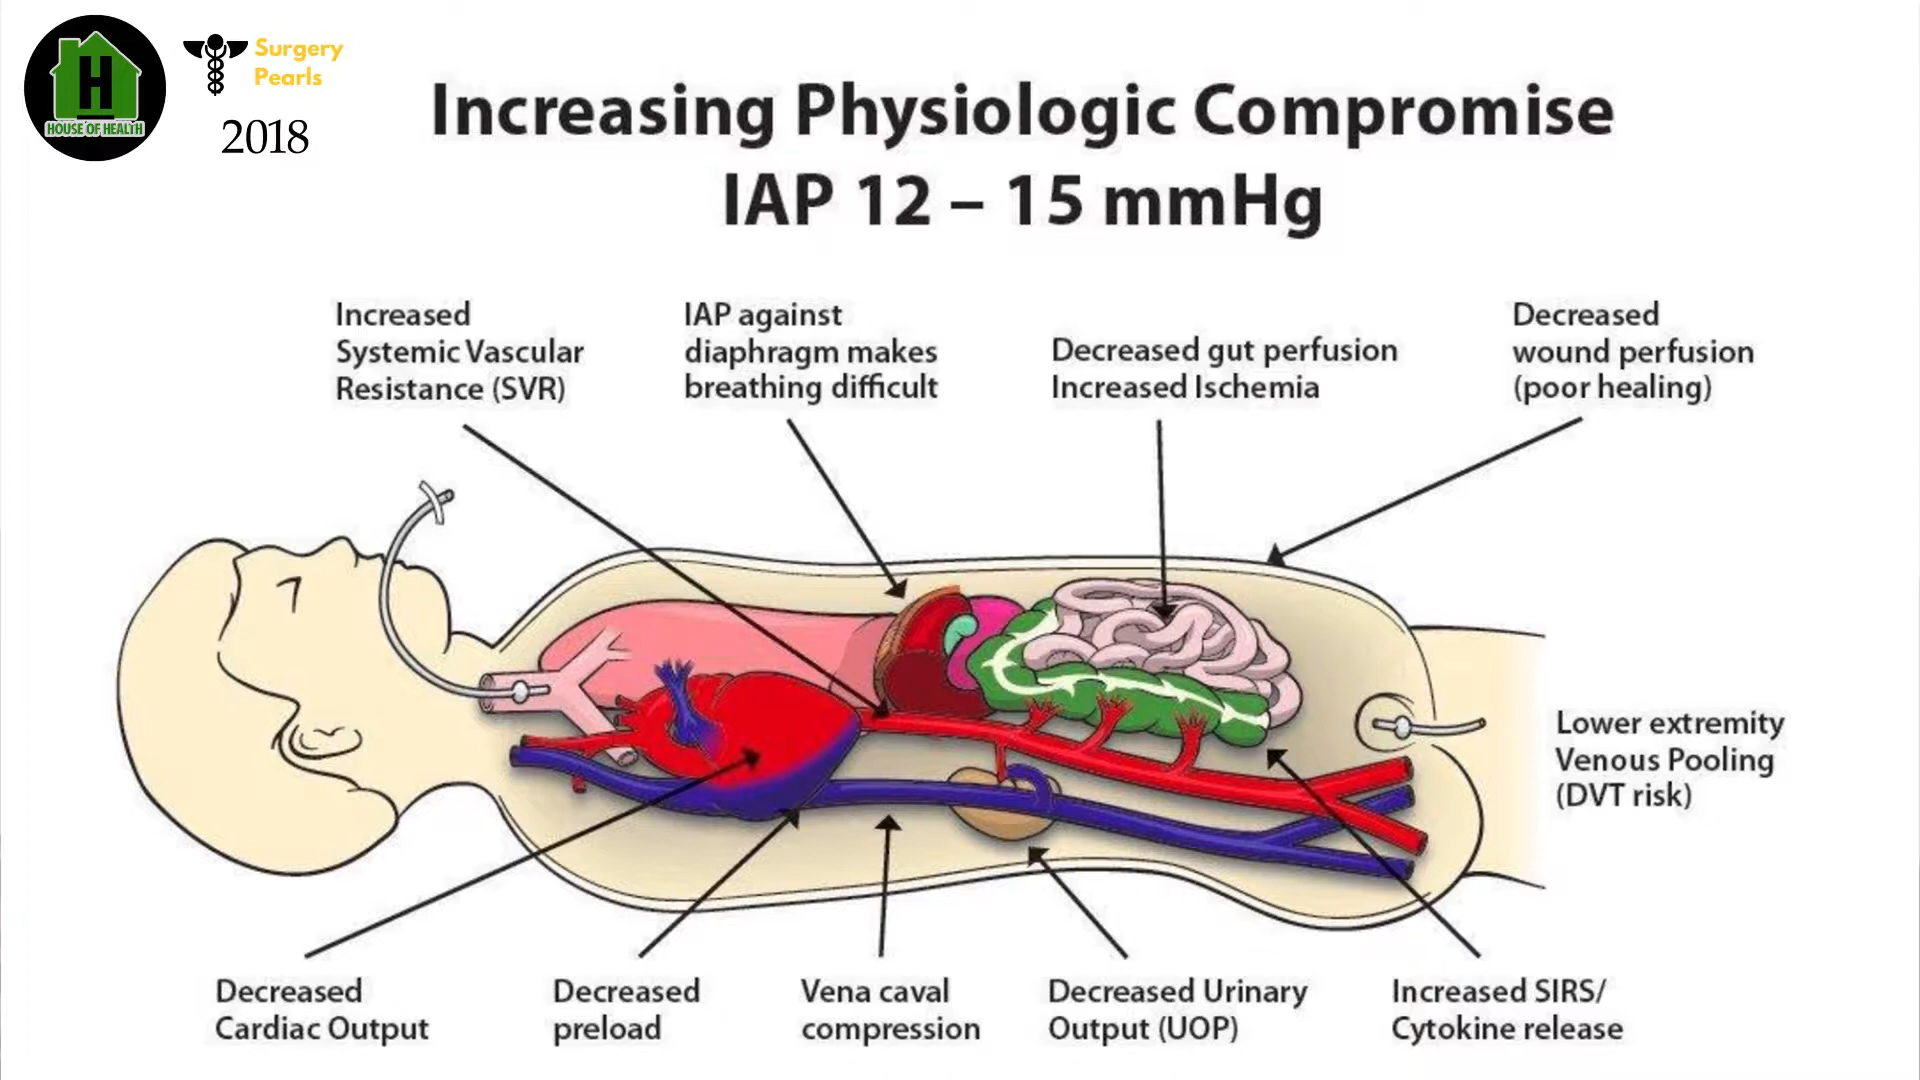 H
HOUSE OF HEALTH
Surgery
Pearls
2018
Increasing Physiologic Compromise
IAP 12 – 15 mmHg
Increased
Systemic Vascular
Resistance (SVR)
IAP against
diaphragm makes
breathing difficult
Decreased gut perfusion
Increased Ischemia
Decreased
wound perfusion
(poor healing)
Lower extremity
Venous Pooling
(DVT risk)
Decreased
Cardiac Output
Decreased
preload
Vena caval
compression
Decreased Urinary
Output (UOP)
Increased SIRS/
Cytokine release